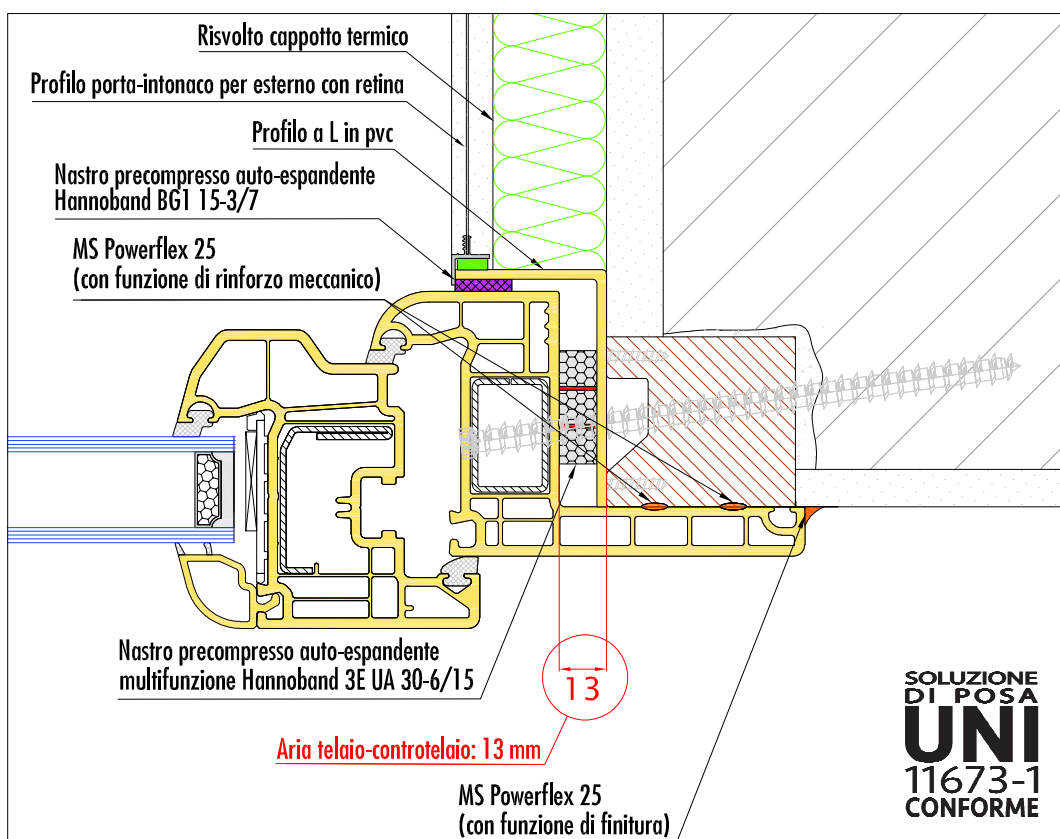 Risvolto cappotto termico
Profilo porta-intonaco per esterno con retina
Profilo a L in pvc
Nastro precompresso auto-espandente
Hannoband BG1 15-3/7
MS Powerflex 25
(con funzione di rinforzo meccanico)
Nastro precompresso auto-espandente
multifunzione Hannoband 3E UA 30-6/15
13
Aria telaio-controtelaio: 13 mm
MS Powerflex 25
(con funzione di finitura)
SOLUZIONE
DI POSA
UNI
11673-1
CONFORME